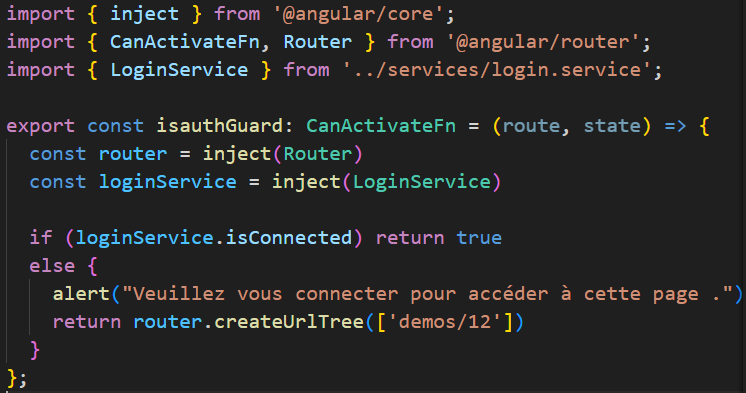 import { inject } from '@angular/core';
import { CanActivateFn, Router } from '@angular/router';
import { LoginService } from '../services/login.service';

export const isauthGuard: CanActivateFn = (route, state) => {
  const router = inject(Router)
  const loginService = inject(LoginService)

  if (loginService.isConnected) return true
  else {
    alert("Veuillez vous connecter pour accéder à cette page .")
    return router.createUrlTree(['demos/12'])
  }
};